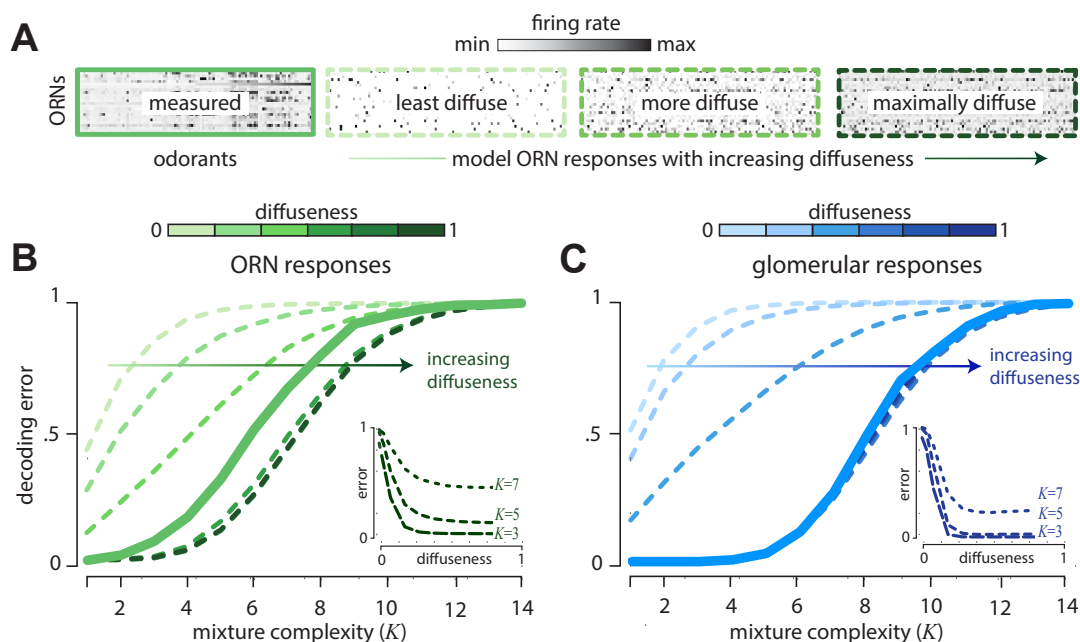 A
firing rate
min max
ORNs
measured
least diffuse
more diffuse
maximally diffuse
odorants
model ORN responses with increasing diffuseness
diffuseness
0 1
B
ORN responses
decoding error
1
.5
0
increasing
diffuseness
1
error
0
K=7
K=5
K=3
0 1
diffuseness
2 4 6 8 10 12 14
mixture complexity (K)
diffuseness
0 1
C
glomerular responses
1
.5
0
increasing
diffuseness
1
error
0
K=7
K=5
K=3
0 1
diffuseness
2 4 6 8 10 12 14
mixture complexity (K)